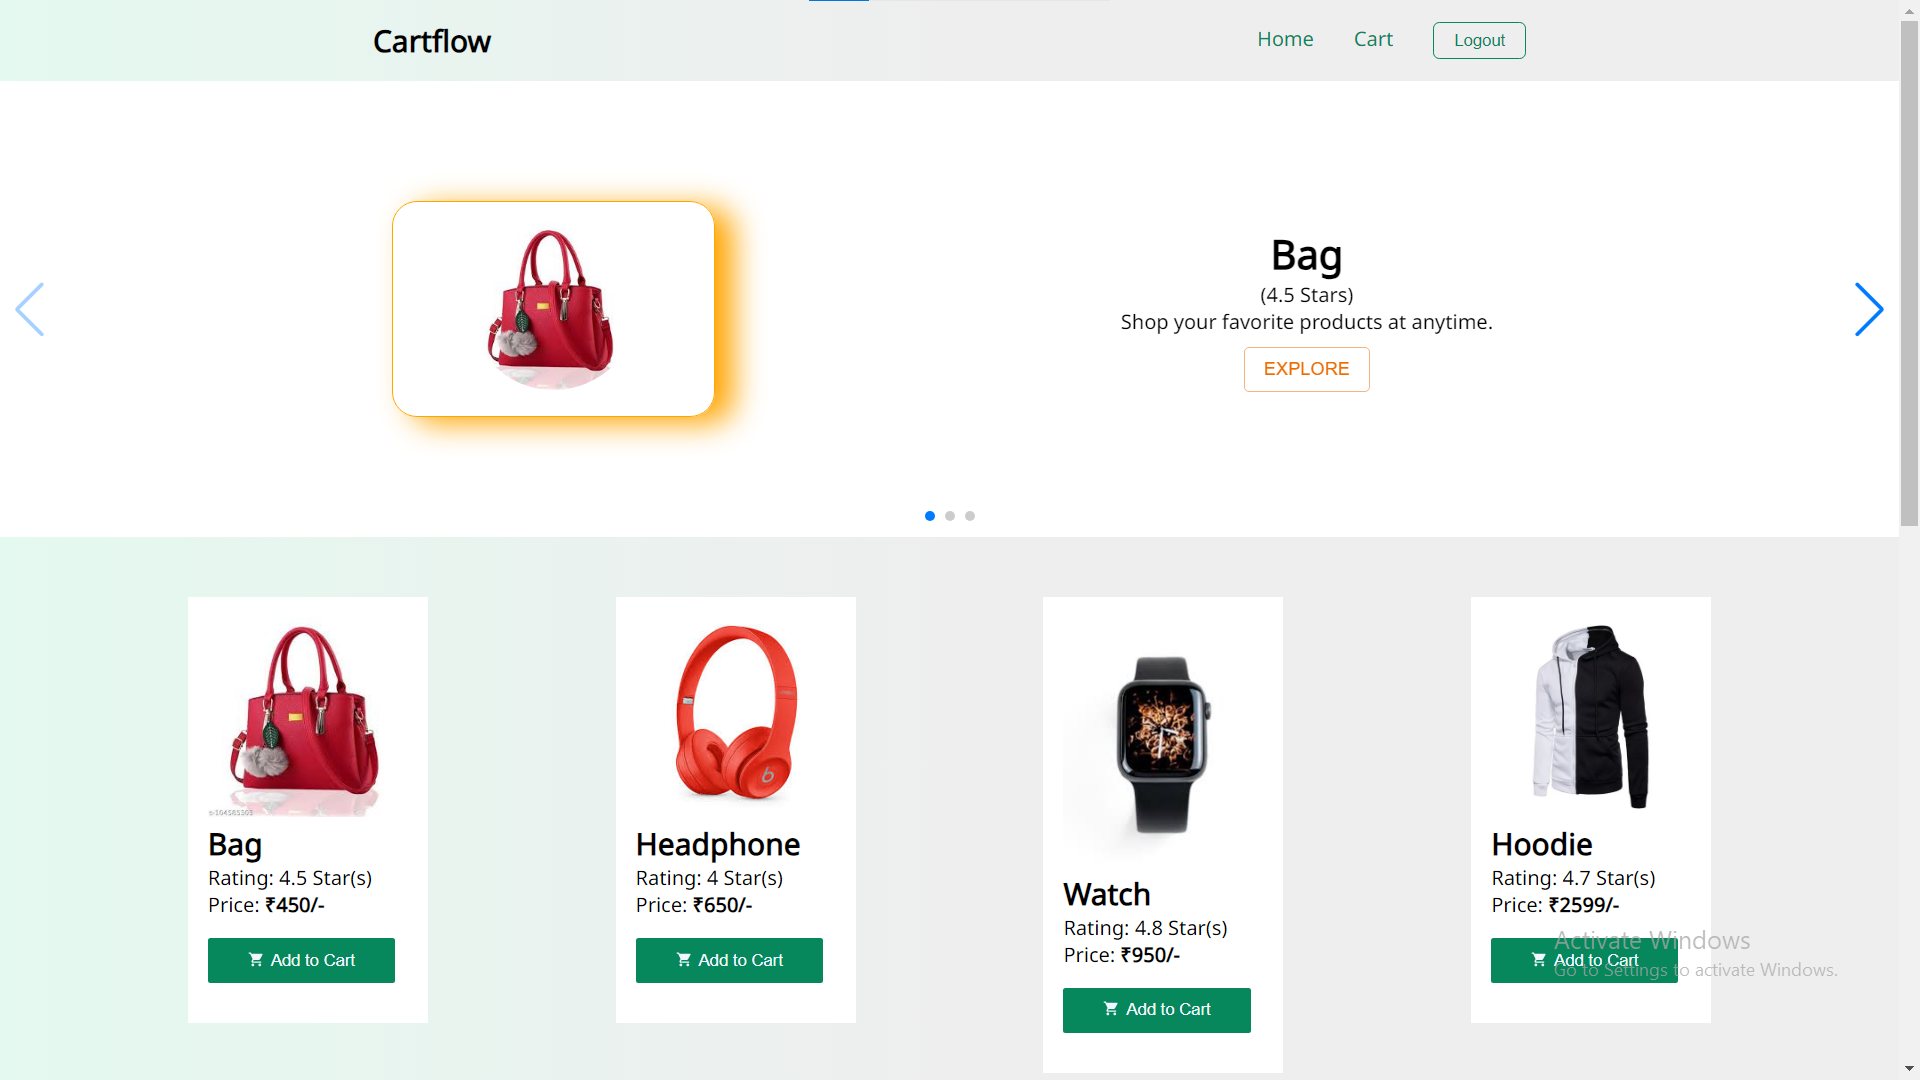 Cartflow
Home
Cart
Logout
Bag
(4.5 Stars)
Shop your favorite products at anytime.
EXPLORE
Bag
Rating: 4.5 Star(s)
Price: ₹450/-
Add to Cart
Headphone
Rating: 4 Star(s)
Price: ₹650/-
Add to Cart
Watch
Rating: 4.8 Star(s)
Price: ₹950/-
Add to Cart
Hoodie
Rating: 4.7 Star(s)
Price: ₹2599/-
Add to Cart
Activate Windows
Go to Settings to activate Windows.